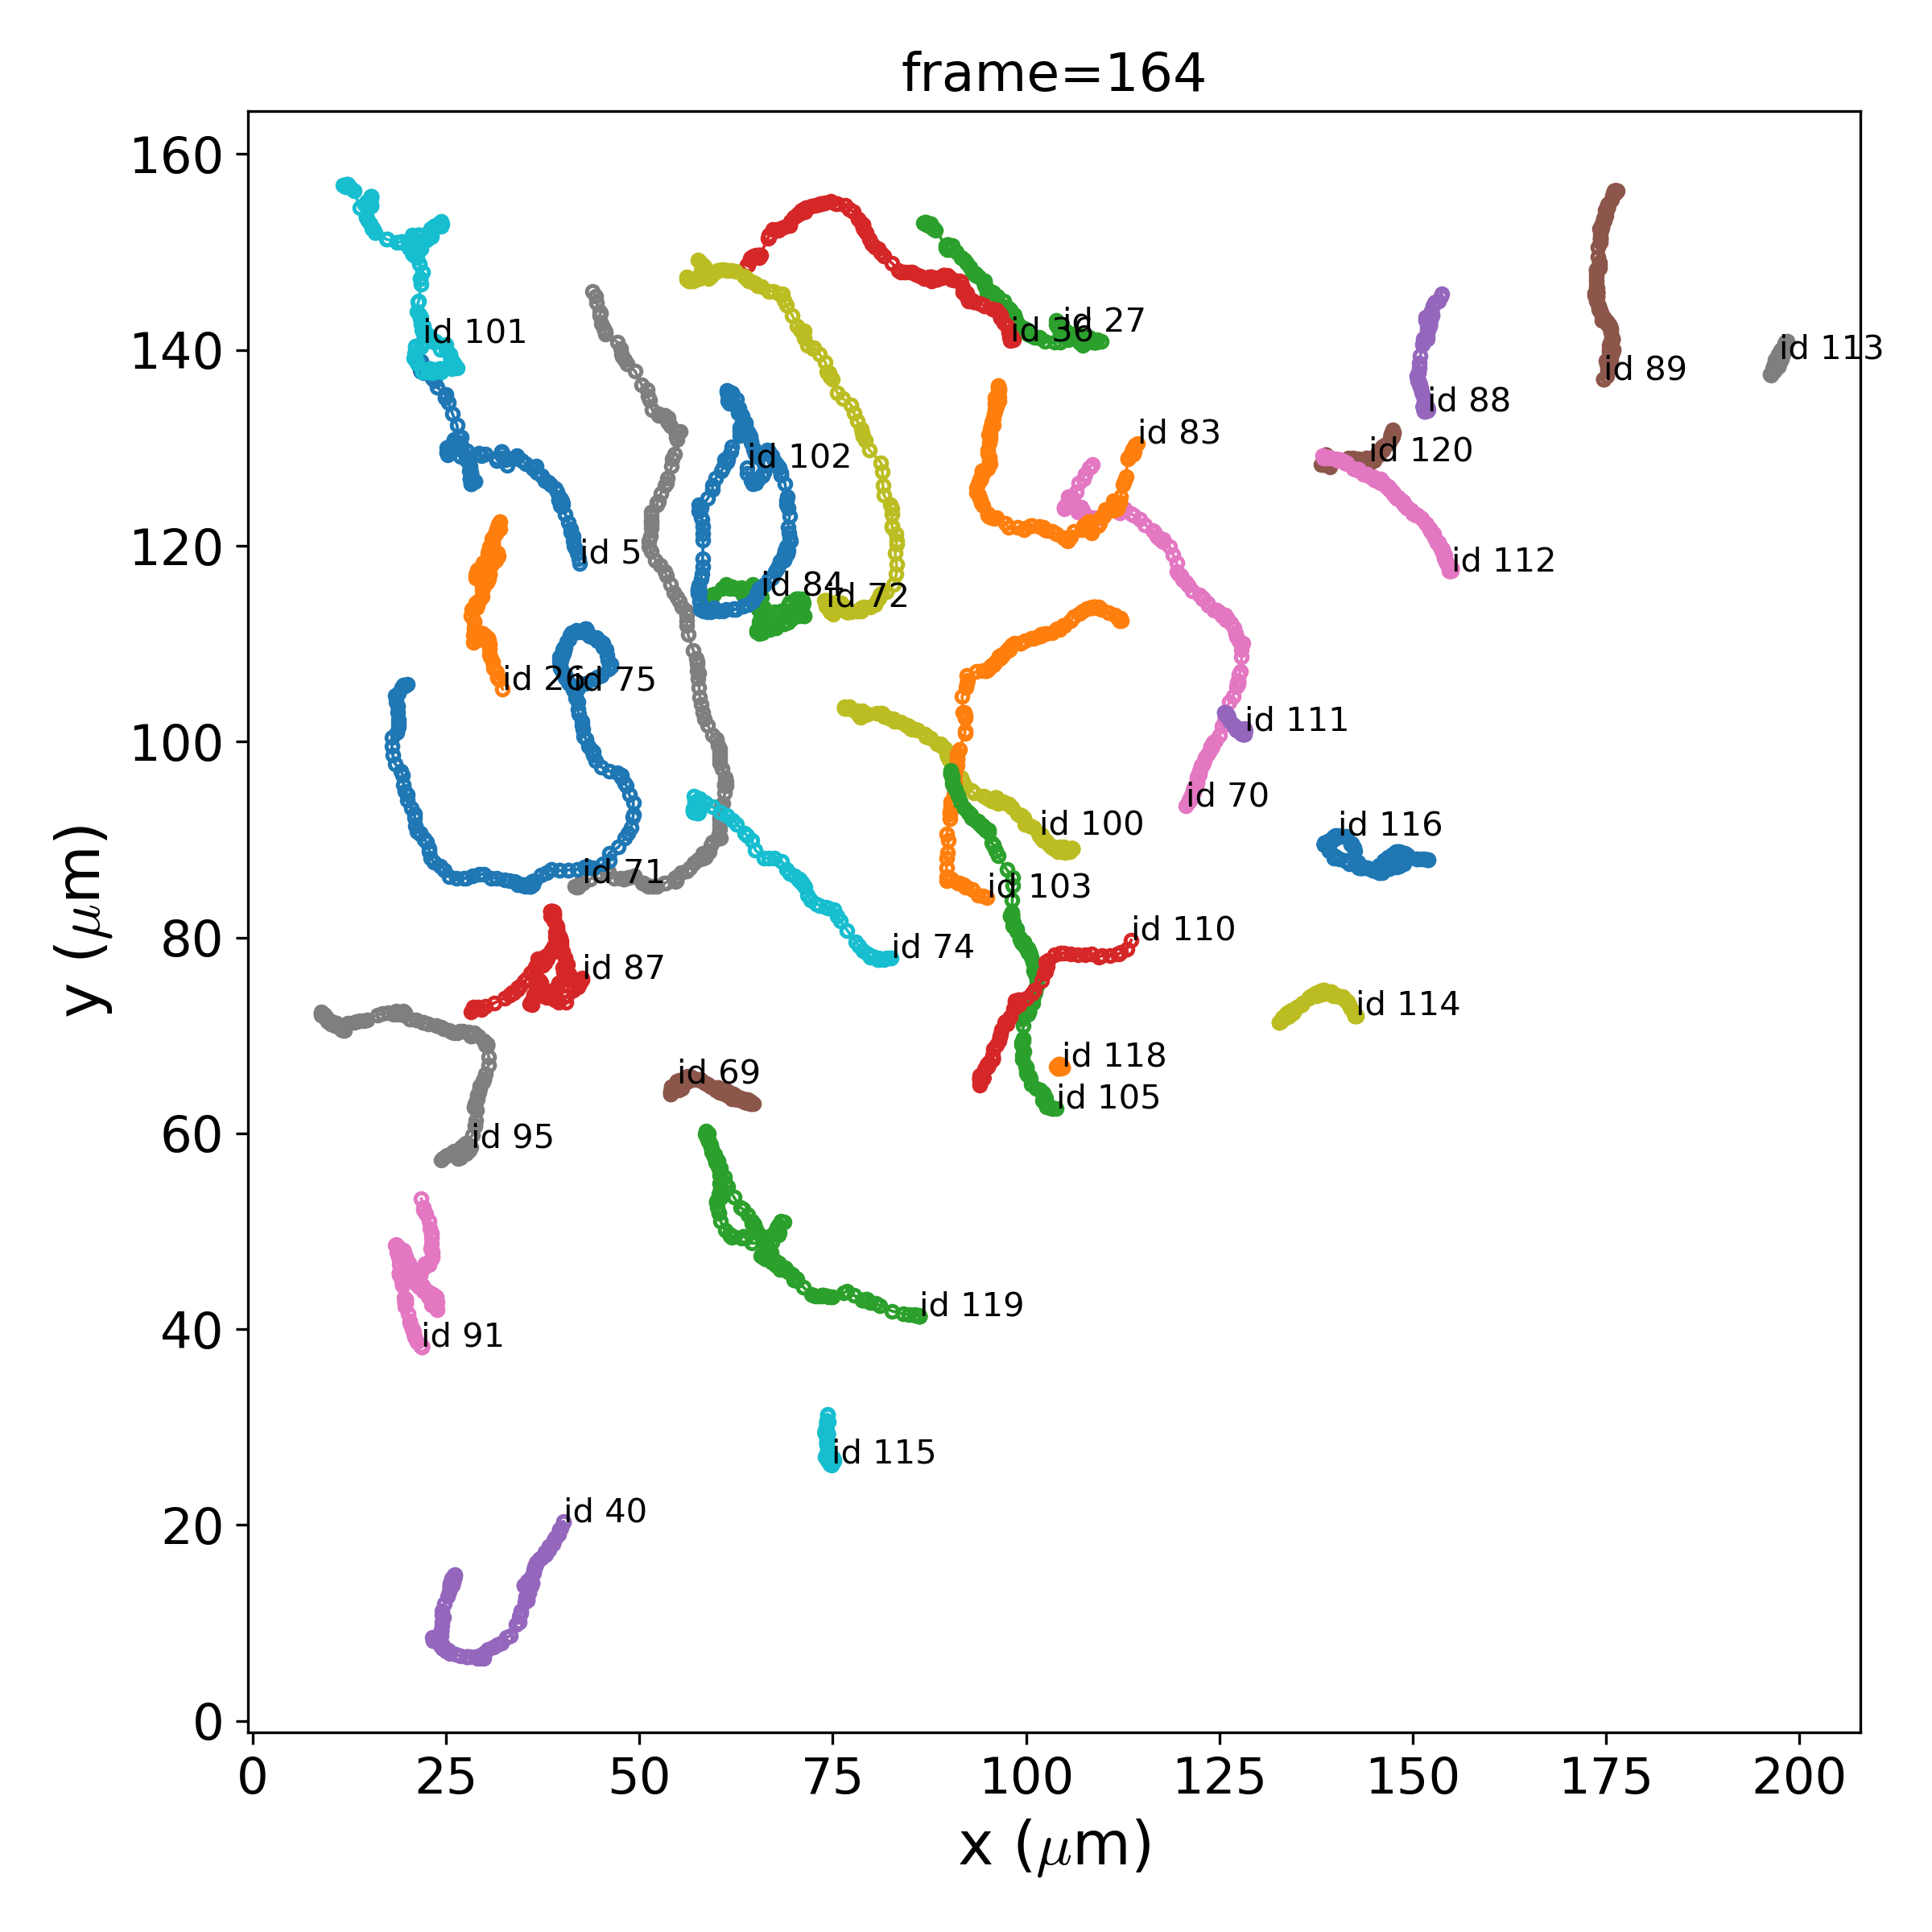 frame=164
160
140
120
100
80
60
40
20
0
0
25
50
75
100
125
150
175
200
x (μm)
y (μm)
id 101
id 36
id 27
id 113
id 89
id 88
id 83
id 120
id 102
id 5
id 112
id 84
id 72
id 26
id 75
id 111
id 70
id 100
id 116
id 71
id 103
id 110
id 74
id 87
id 114
id 118
id 69
id 105
id 95
id 119
id 91
id 115
id 40